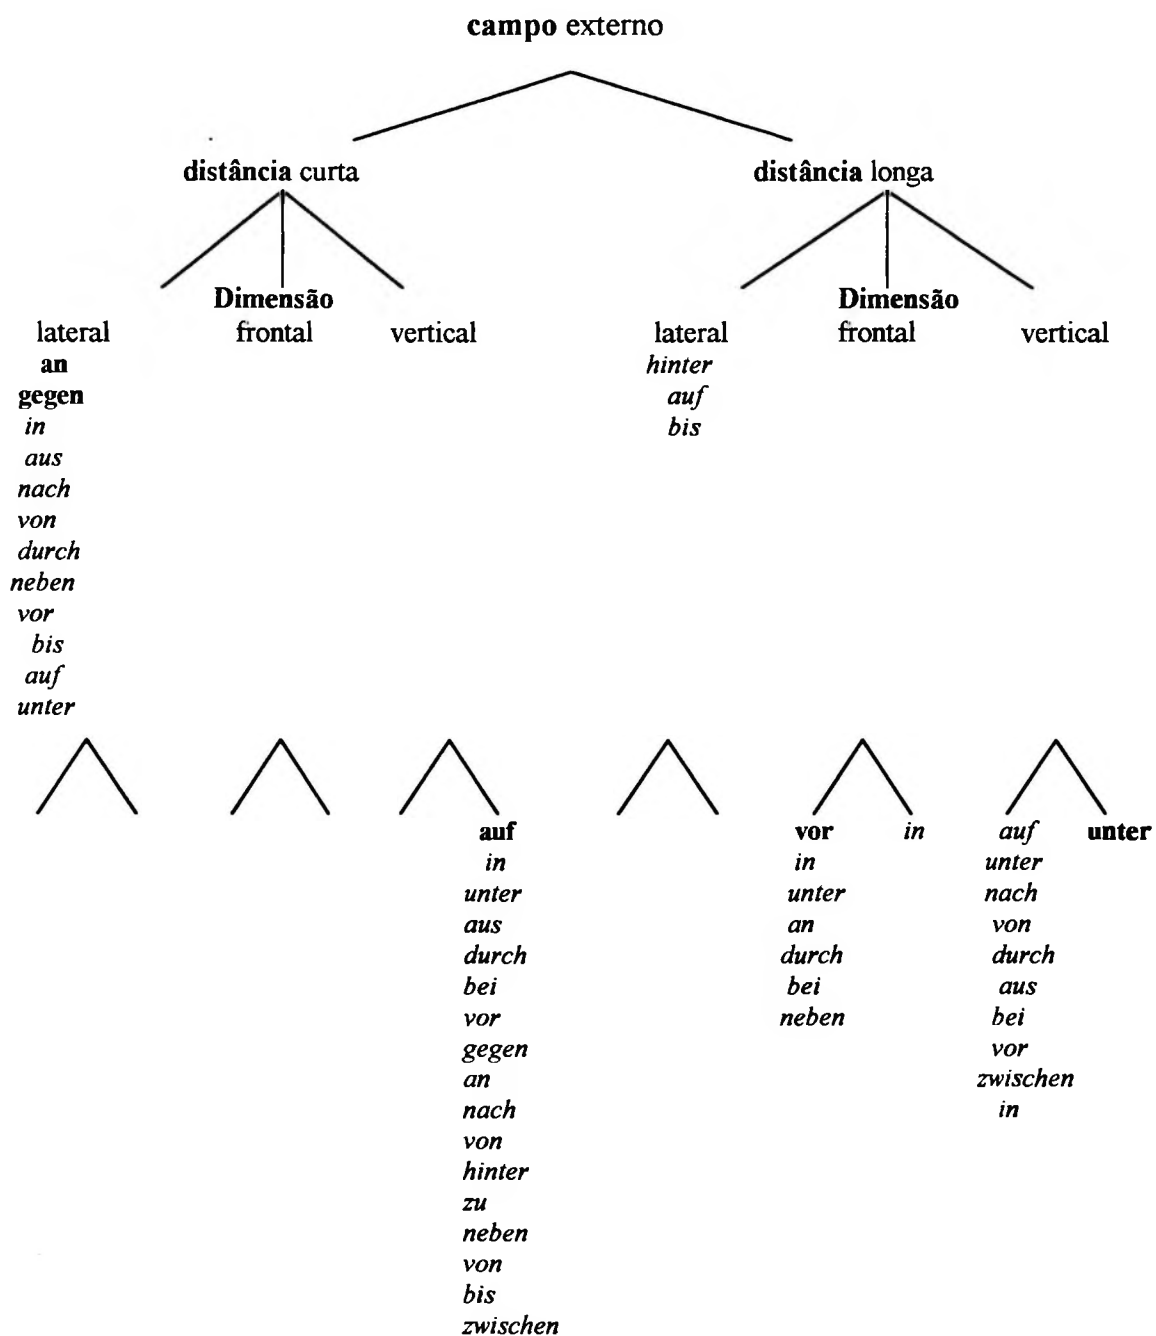 campo externo
distância curta distância longa
Dimensão Dimensão
lateral frontal vertical lateral frontal vertical
an hinter
gegen auf
in bis
aus
nach
von
durch
neben
vor
bis
auf
unter
auf vor in auf unter
in in unter
unter unter nach
aus an von
durch durch durch
bei bei aus
vor neben bei
gegen vor
an zwischen
nach in
von
hinter
zu
neben
von
bis
zwischen